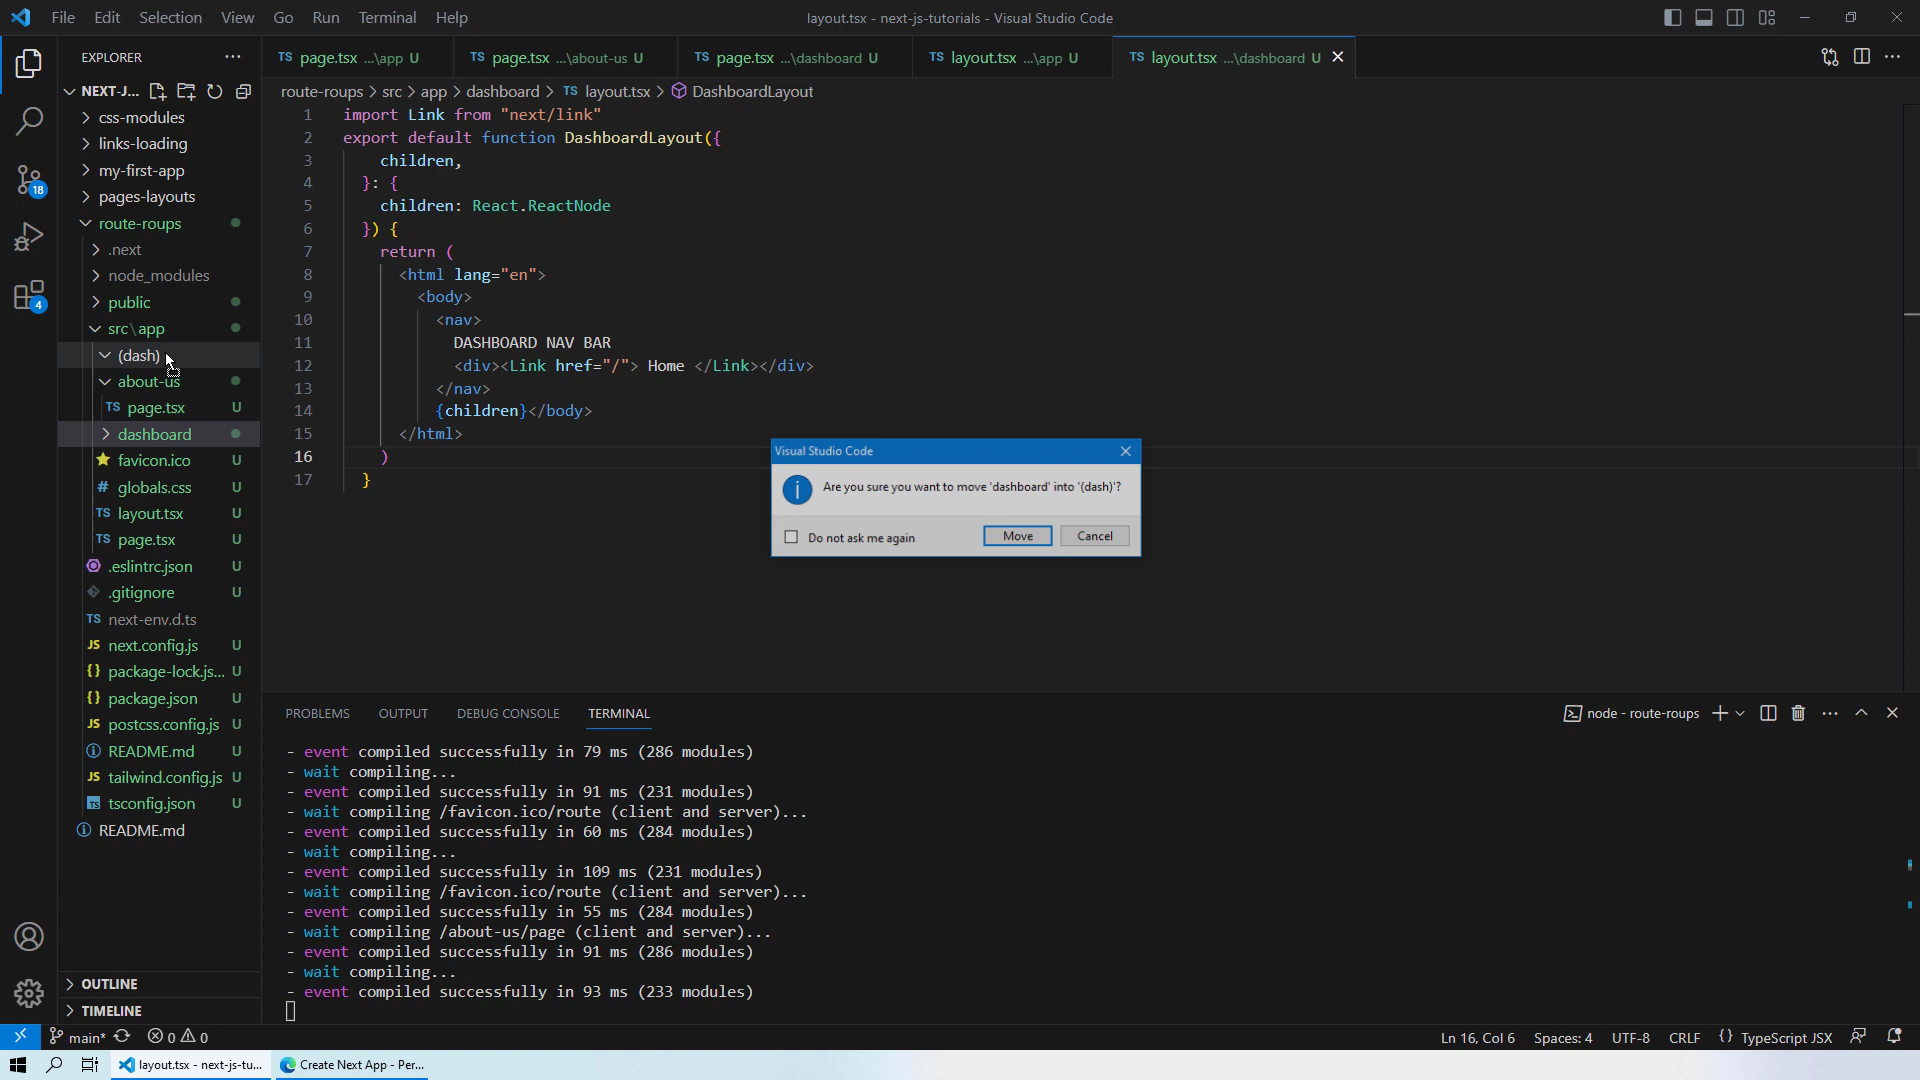 File Edit Selection View Go Run Terminal Help
layout.tsx - next-js-tutorials - Visual Studio Code
EXPLORER
TS page.tsx ...\app U
TS page.tsx ...\about-us U
TS page.tsx ...\dashboard U
TS layout.tsx ...\app U
TS layout.tsx ...\dashboard U
NEXT-J...
route-roups > src > app > dashboard > TS layout.tsx > DashboardLayout
css-modules
links-loading
my-first-app
pages-layouts
route-roups
.next
node_modules
public
src\app
(dash)
about-us
TS page.tsx U
dashboard
favicon.ico U
# globals.css U
TS layout.tsx U
TS page.tsx U
.eslintrc.json U
.gitignore U
TS next-env.d.ts
JS next.config.js U
{} package-lock.js... U
{} package.json U
JS postcss.config.js U
README.md U
JS tailwind.config.js U
TS tsconfig.json U
README.md
OUTLINE
TIMELINE
18
4
1 import Link from "next/link"
2 export default function DashboardLayout({
3 children,
4 }: {
5 children: React.ReactNode
6 }) {
7 return (
8 <html lang="en">
9 <body>
10 <nav>
11 DASHBOARD NAV BAR
12 <div><Link href="/"> Home </Link></div>
13 </nav>
14 {children}</body>
15 </html>
16 )
17 }
Visual Studio Code
Are you sure you want to move 'dashboard' into '(dash)'?
Do not ask me again
Move
Cancel
PROBLEMS OUTPUT DEBUG CONSOLE TERMINAL
node - route-roups
- event compiled successfully in 79 ms (286 modules)
- wait compiling...
- event compiled successfully in 91 ms (231 modules)
- wait compiling /favicon.ico/route (client and server)...
- event compiled successfully in 60 ms (284 modules)
- wait compiling...
- event compiled successfully in 109 ms (231 modules)
- wait compiling /favicon.ico/route (client and server)...
- event compiled successfully in 55 ms (284 modules)
- wait compiling /about-us/page (client and server)...
- event compiled successfully in 91 ms (286 modules)
- wait compiling...
- event compiled successfully in 93 ms (233 modules)
main* 0 0
Ln 16, Col 6 Spaces: 4 UTF-8 CRLF {} TypeScript JSX
layout.tsx - next-js-tu...
Create Next App - Per...